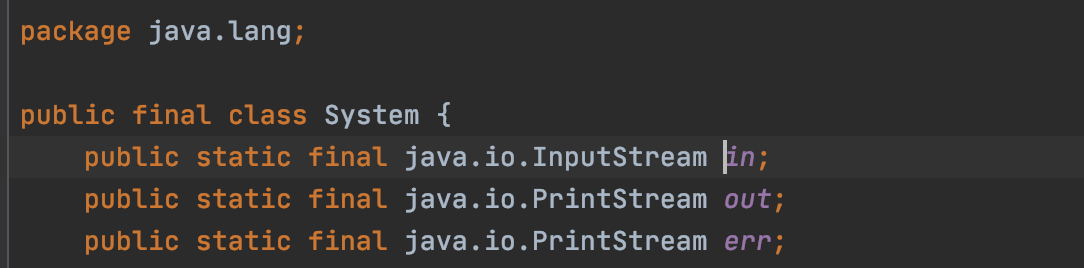 package java.lang;
public final class System {
public static final java.io.InputStream in;
public static final java.io.PrintStream out;
public static final java.io.PrintStream err;